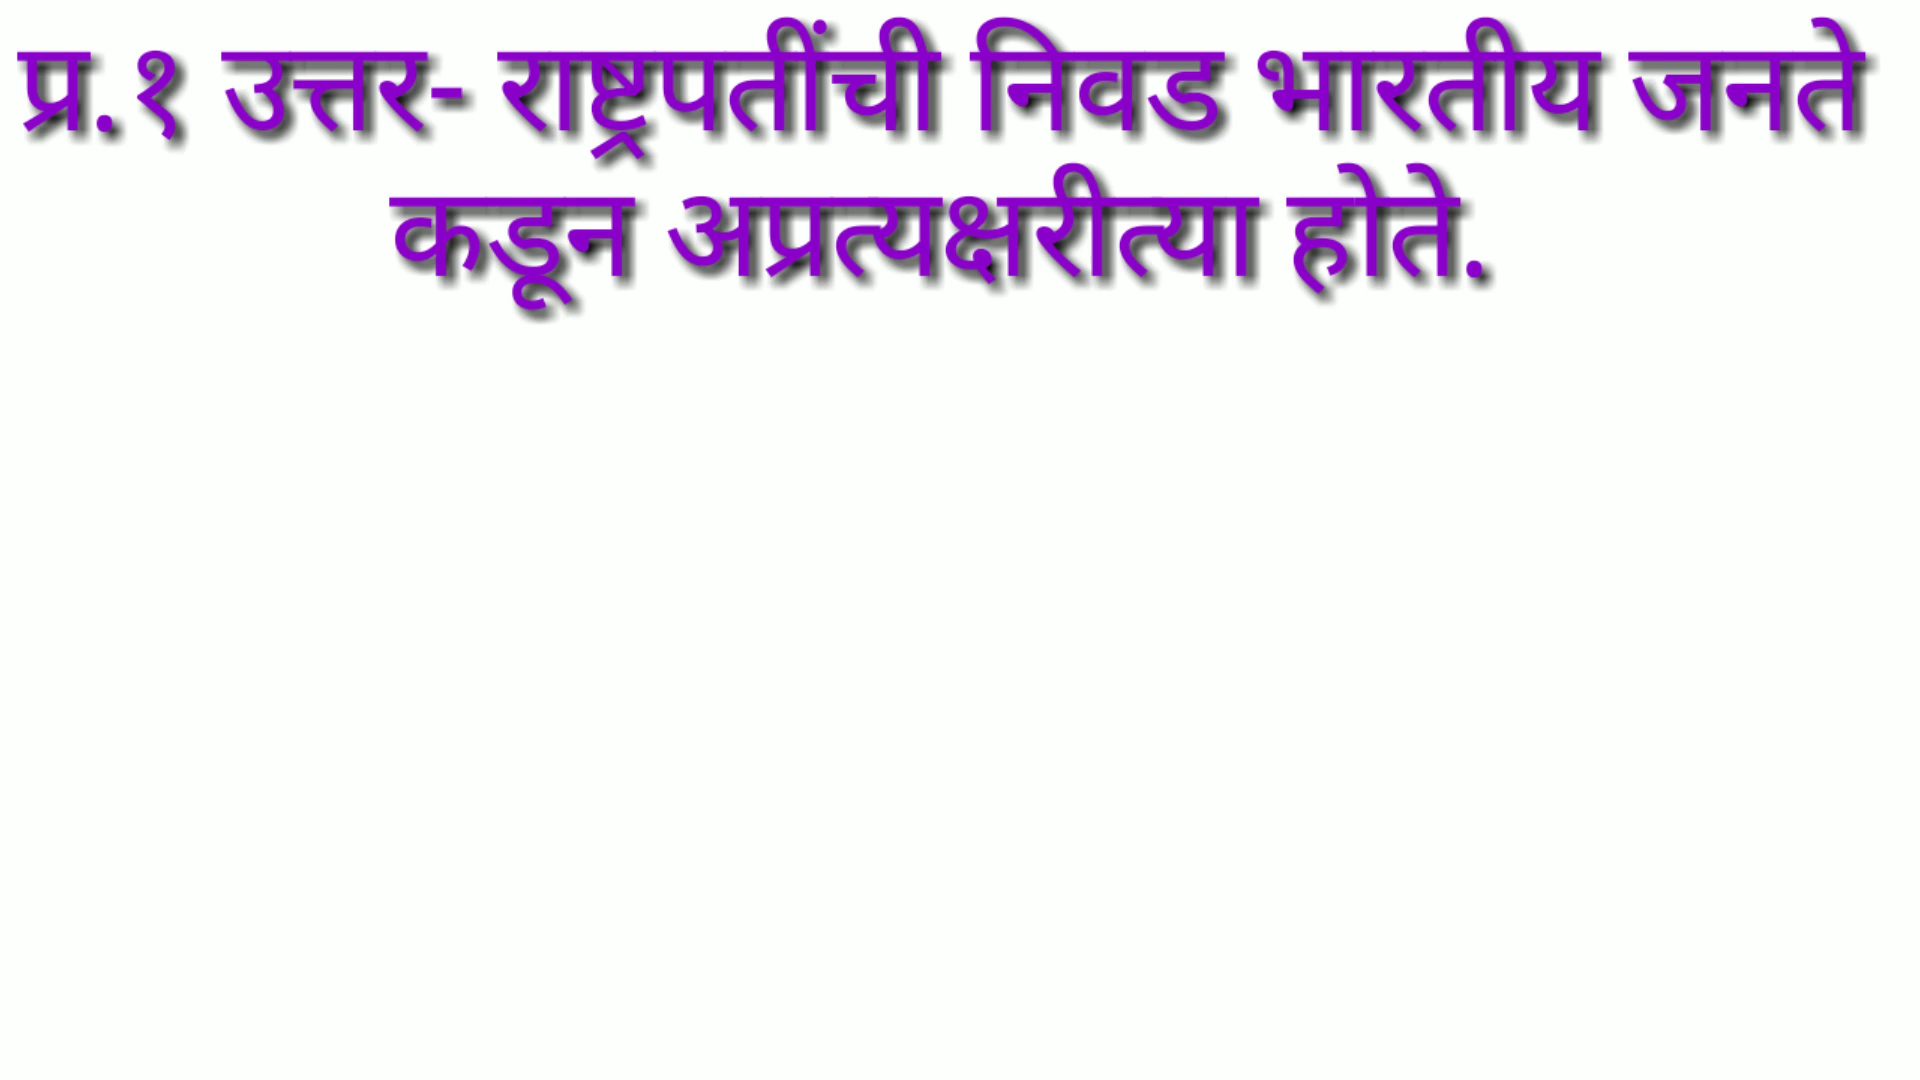 प्र.१ उत्तर- राष्ट्रपतींची निवड भारतीय जनते
कडून अप्रत्यक्षरीत्या होते.